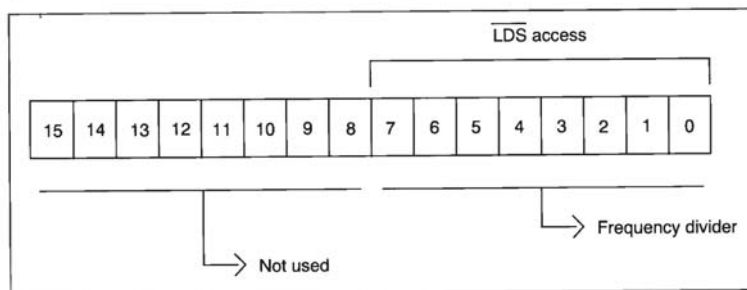 LDS access
15 14 13 12 11 10 9 8 7 6 5 4 3 2 1 0
Frequency divider
Not used